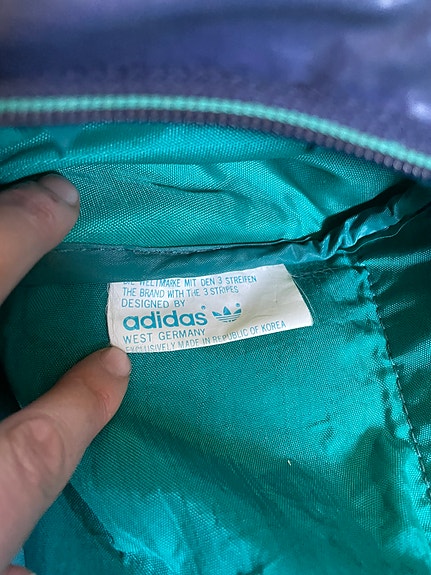 DIE WELTMARKE MIT DEN 3 STREIFEN
THE BRAND WITH THE 3 STRIPES
DESIGNED BY
adidas
WEST GERMANY
EXCLUSIVELY MADE IN REPUBLIC OF KOREA